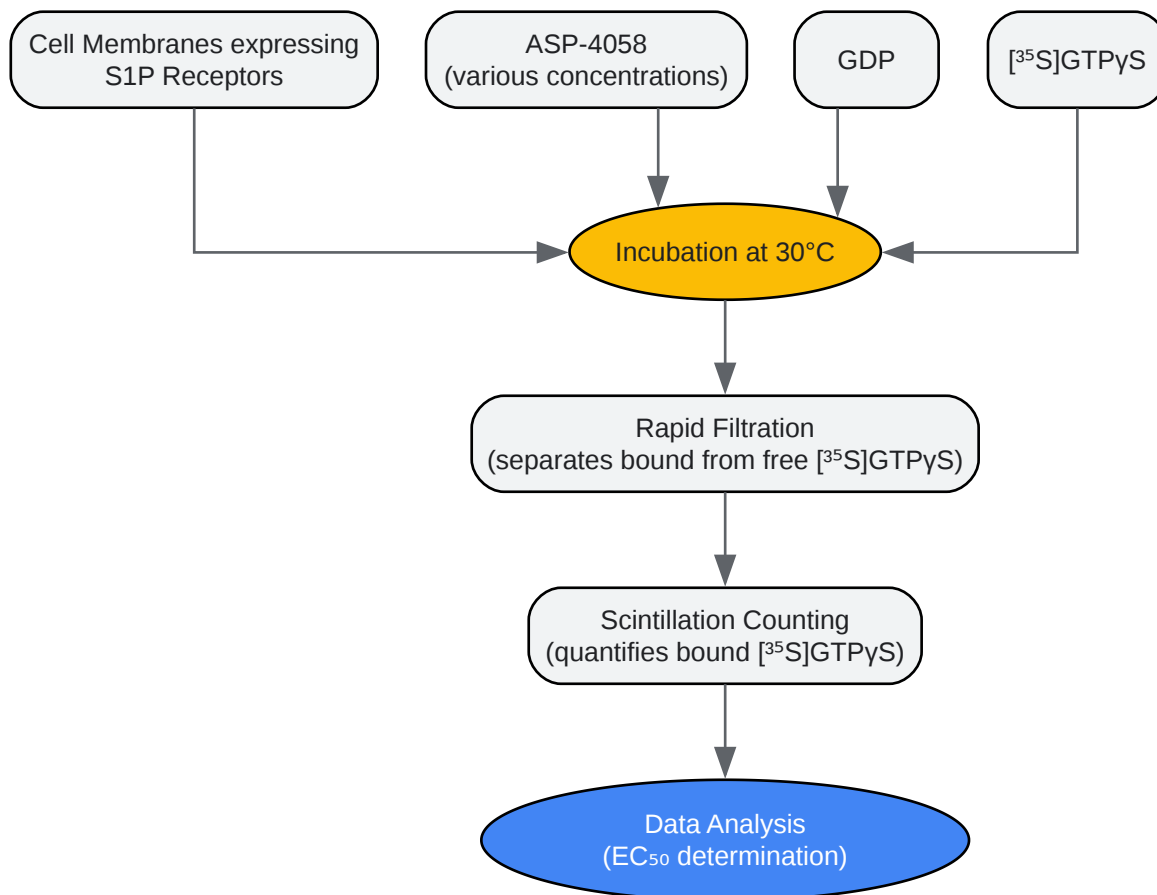 Cell Membranes expressing
S1P Receptors
ASP-4058
(various concentrations)
GDP
[³⁵S]GTPγS
Incubation at 30°C
Rapid Filtration
(separates bound from free [³⁵S]GTPγS)
Scintillation Counting
(quantifies bound [³⁵S]GTPγS)
Data Analysis
(EC₅₀ determination)